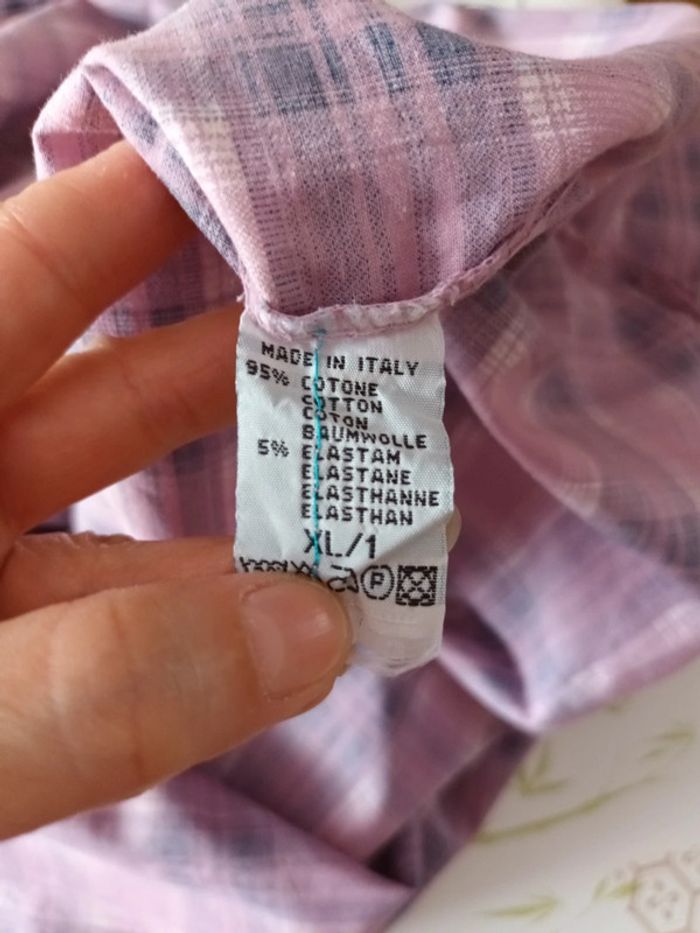 MADE IN ITALY
95% COTONE
COTTON
COTON
BAUMWOLLE
5% ELASTAM
ELASTANE
ELASTHANNE
ELASTHAN
XL/1
P